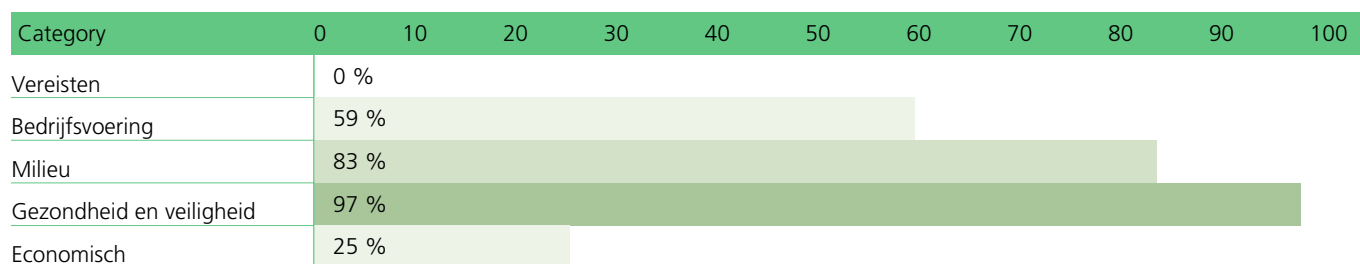 Category 0 10 20 30 40 50 60 70 80 90 100
Vereisten 0 %
Bedrijfsvoering 59 %
Milieu 83 %
Gezondheid en veiligheid 97 %
Economisch 25 %